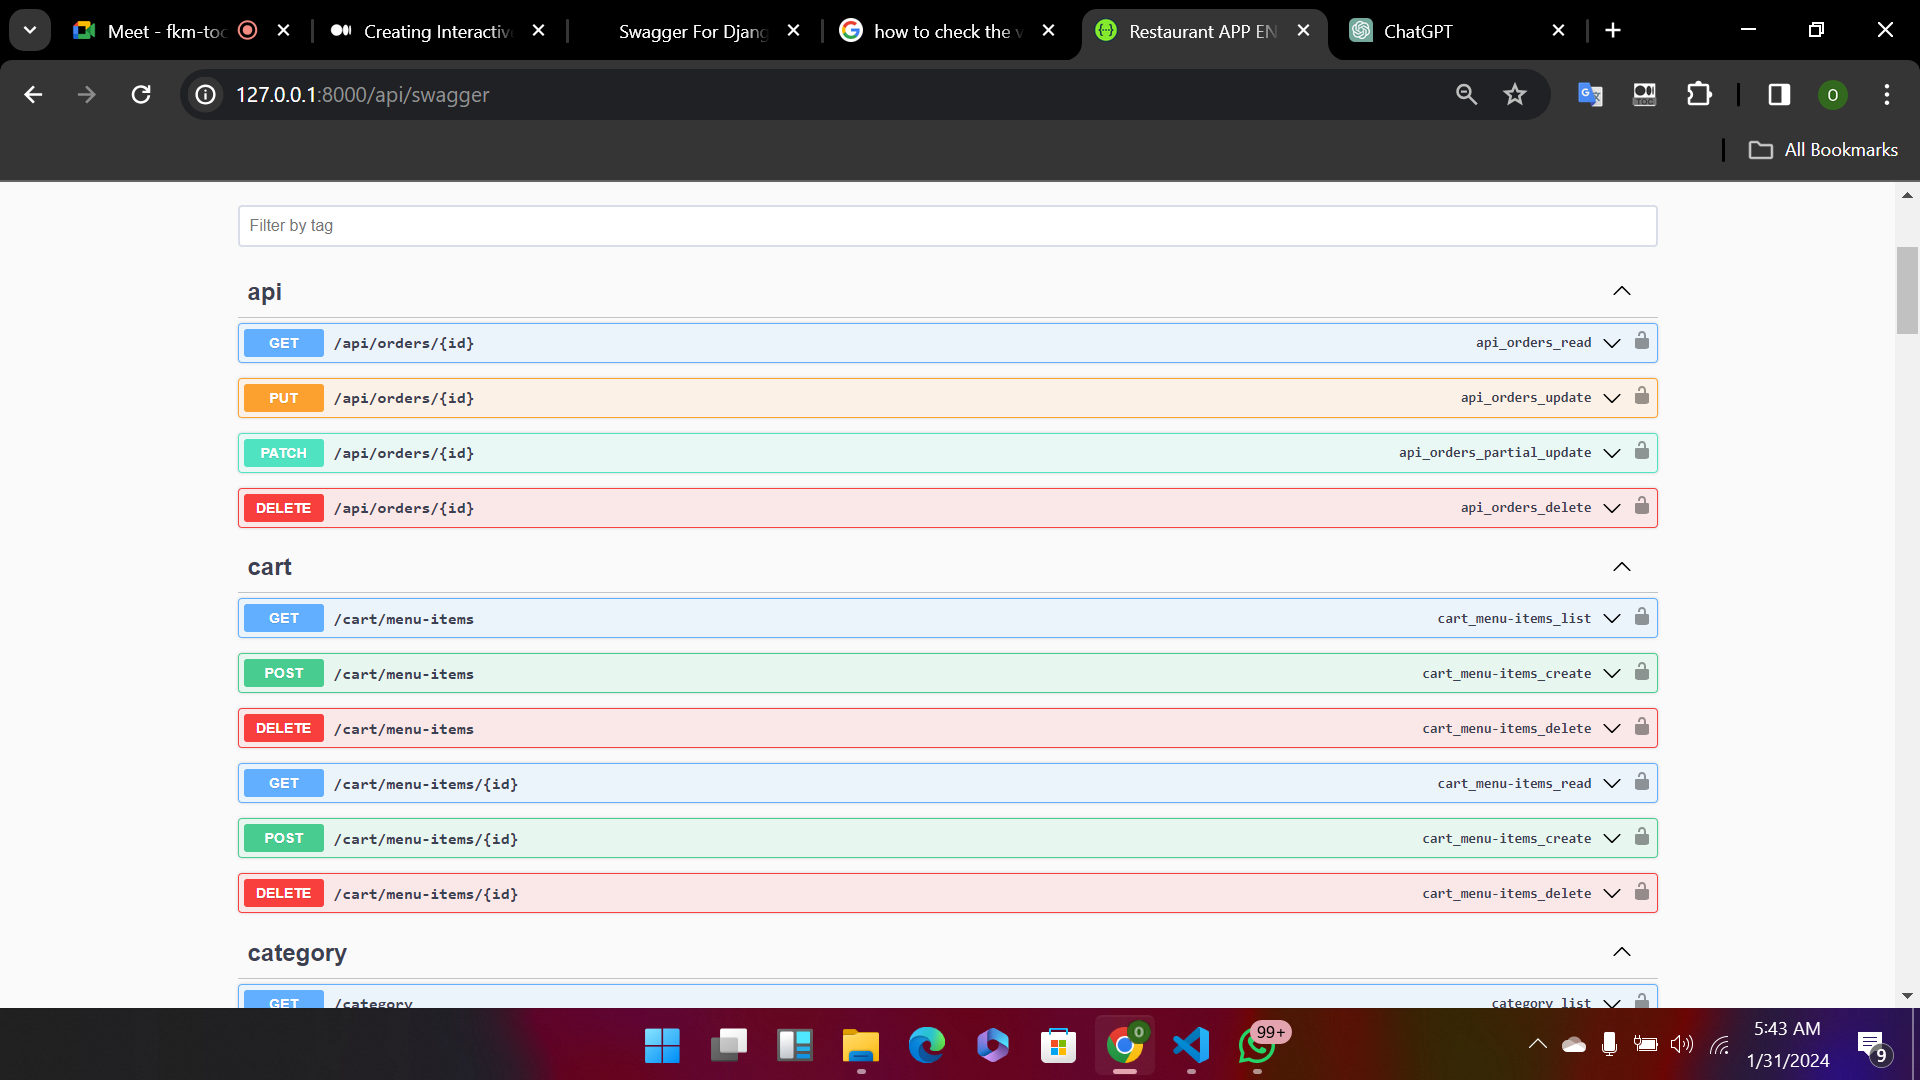 Meet - fkm-toc
Creating Interactive
Swagger For Djang
how to check the v
Restaurant APP EN
ChatGPT
127.0.0.1:8000/api/swagger
O
All Bookmarks
Filter by tag
api
GET /api/orders/{id} api_orders_read
PUT /api/orders/{id} api_orders_update
PATCH /api/orders/{id} api_orders_partial_update
DELETE /api/orders/{id} api_orders_delete
cart
GET /cart/menu-items cart_menu-items_list
POST /cart/menu-items cart_menu-items_create
DELETE /cart/menu-items cart_menu-items_delete
GET /cart/menu-items/{id} cart_menu-items_read
POST /cart/menu-items/{id} cart_menu-items_create
DELETE /cart/menu-items/{id} cart_menu-items_delete
category
GET /category category_list
99+
5:43 AM
1/31/2024
9